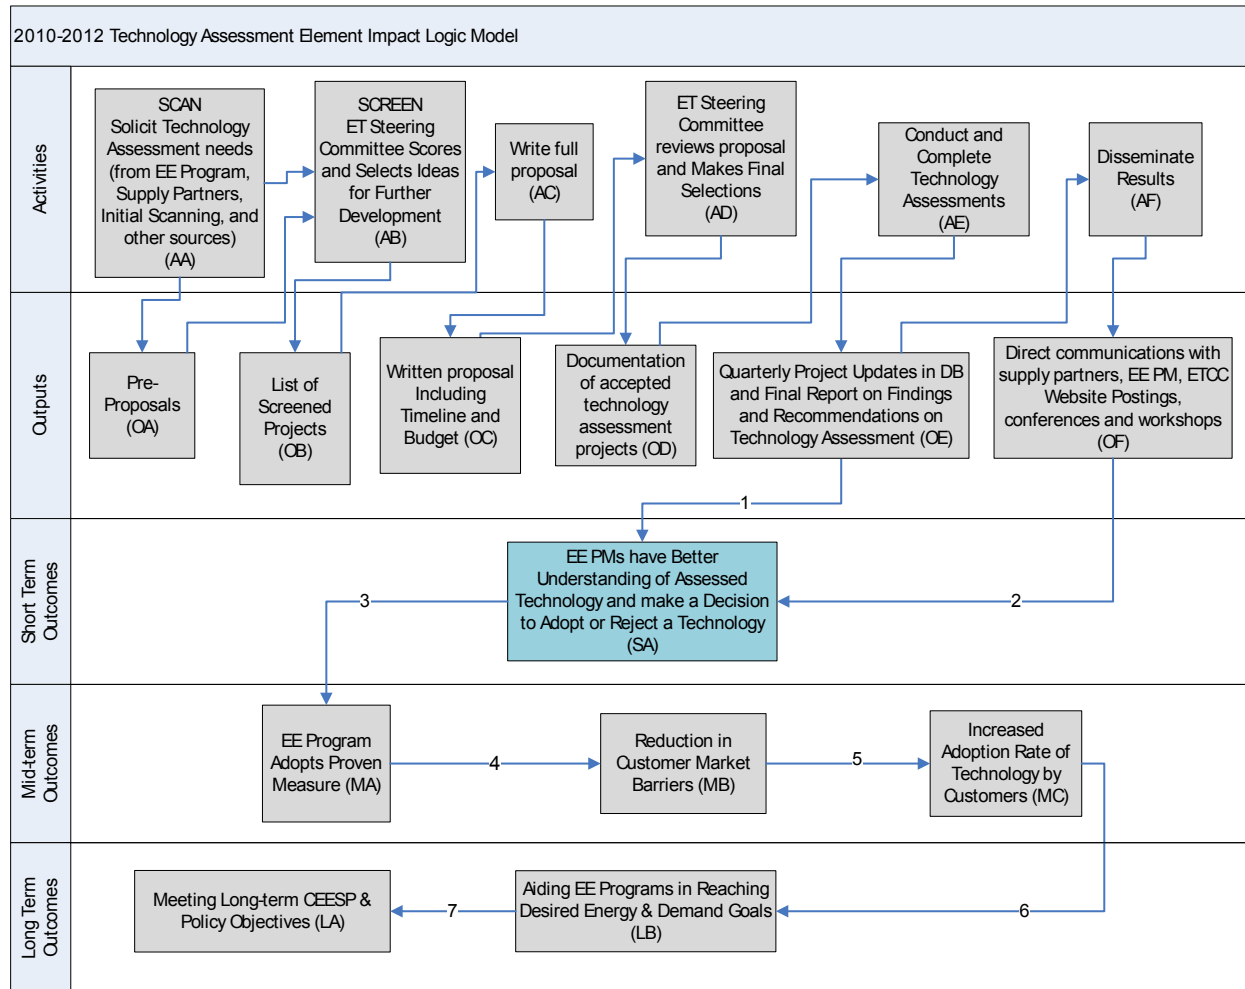 2010-2012 Technology Assessment Element Impact Logic Model
Activities
SCAN
Solicit Technology
Assessment needs
(from EE Program,
Supply Partners,
Initial Scanning, and
other sources)
(AA)
SCREEN
ET Steering
Committee Scores
and Selects Ideas
for Further
Development
(AB)
Write full
proposal
(AC)
ET Steering
Committee
reviews proposal
and Makes Final
Selections
(AD)
Conduct and
Complete
Technology
Assessments
(AE)
Disseminate
Results
(AF)
Outputs
Pre-
Proposals
(OA)
List of
Screened
Projects
(OB)
Written proposal
Including
Timeline and
Budget (OC)
Documentation
of accepted
technology
assessment
projects (OD)
Quarterly Project Updates in DB
and Final Report on Findings
and Recommendations on
Technology Assessment (OE)
Direct communications with
supply partners, EE PM, ETCC
Website Postings,
conferences and workshops
(OF)
1
Short Term
Outcomes
EE PMs have Better
Understanding of Assessed
Technology and make a Decision
to Adopt or Reject a Technology
(SA)
3
2
Mid-term
Outcomes
EE Program
Adopts Proven
Measure (MA)
4
Reduction in
Customer Market
Barriers (MB)
5
Increased
Adoption Rate of
Technology by
Customers (MC)
Long Term
Outcomes
Meeting Long-term CEESP &
Policy Objectives (LA)
7
Aiding EE Programs in Reaching
Desired Energy & Demand Goals
(LB)
6